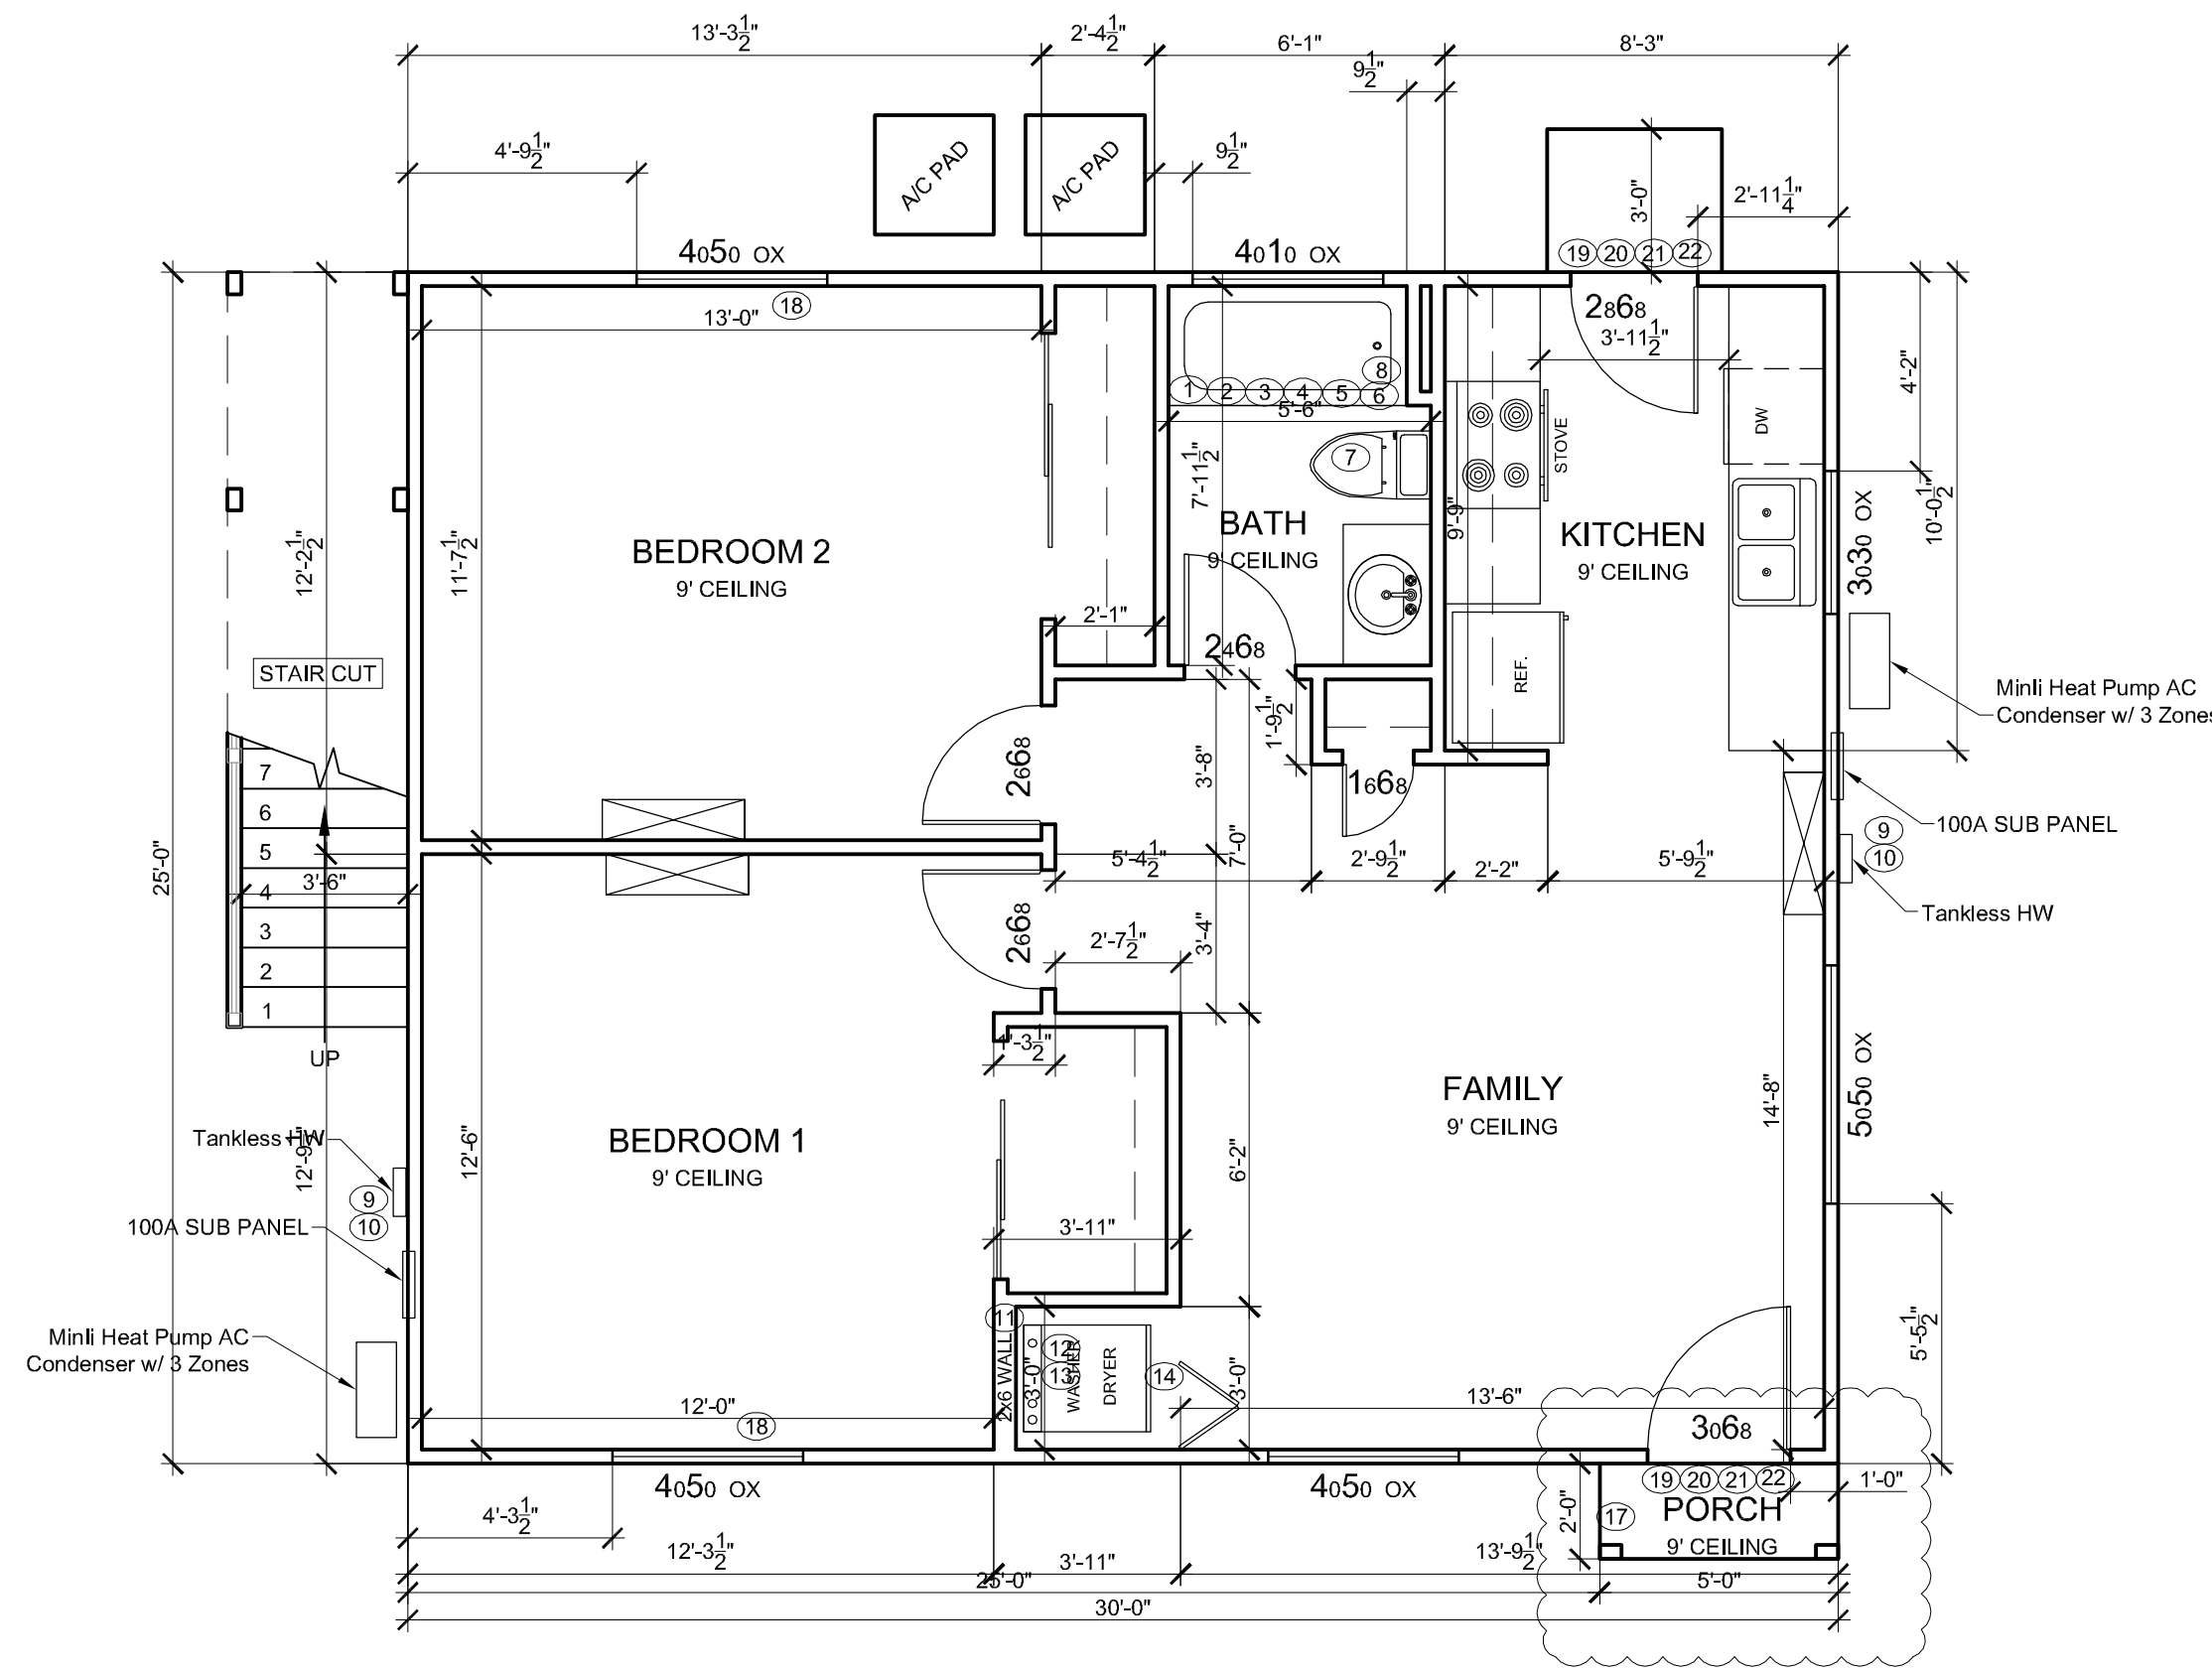 13'-3 1/2"
2'-4 1/2"
6'-1"
8'-3"
9 1/2"
4'-9 1/2"
A/C PAD
A/C PAD
9 1/2"
3'-0"
2'-11 1/4"
4050 OX
4010 OX
19 20 21 22
18
13'-0"
2868
3'-11 1/2"
8
1 2 3 4 5 6
5'-6"
4'-2"
DW
STOVE
7
7'-11 1/2"
9'-9"
10'-0 1/2"
3030 OX
12'-2 1/2"
11'-7 1/2"
BEDROOM 2
9' CEILING
BATH
9' CEILING
KITCHEN
9' CEILING
2'-1"
2468
REF.
STAIR CUT
1'-9 1/2"
Minli Heat Pump AC
Condenser w/ 3 Zones
2668
3'-8"
1668
7
6
5
4
3
2
1
UP
25'-0"
3'-6"
100A SUB PANEL
9
10
7'-0"
5'-4 1/2"
2'-9 1/2"
2'-2"
5'-9 1/2"
Tankless HW
2668
2'-7 1/2"
3'-4"
1'-3 1/2"
5050 OX
14'-8"
FAMILY
9' CEILING
BEDROOM 1
9' CEILING
12'-6"
6'-2"
Tankless HW
12'-9 1/2"
9
10
100A SUB PANEL
3'-11"
5'-5 1/2"
Minli Heat Pump AC
Condenser w/ 3 Zones
11
2x6 WALL
3'-0"
12
13
WASHER
DRYER
14
3'-0"
13'-6"
12'-0"
18
3068
4050 OX
4050 OX
19 20 21 22
1'-0"
4'-3 1/2"
2'-0"
17
PORCH
9' CEILING
12'-3 1/2"
3'-11"
13'-9 1/2"
25'-0"
5'-0"
30'-0"